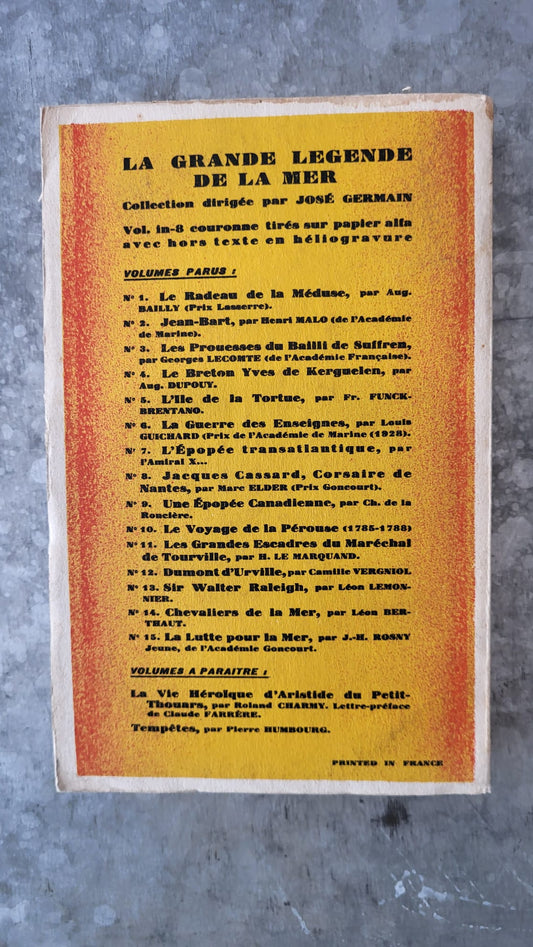 LA GRANDE LEGENDE
DE LA MER
Collection dirigée par JOSÉ GERMAIN
Vol. in-8 couronne tirés sur papier alfa
avec hors texte en héliogravure
VOLUMES PARUS :
N° 1. Le Radeau de la Méduse, par Aug.
BAILLY (Prix Lasserre).
N° 2. Jean-Bart, par Henri MALO (de l'Académie
de Marine).
N° 3. Les Prouesses du Bailli de Suffren,
par Georges LECOMTE (de l'Académie Française).
N° 4. Le Breton Yves de Kerguelen, par
Aug. DUPOUY.
N° 5. L'Ile de la Tortue, par Fr. FUNCK-
BRENTANO.
N° 6. La Guerre des Enseignes, par Louis
GUICHARD (Prix de l'Académie de Marine (1928).
N° 7. L'Épopée transatlantique, par
l'Amiral X...
N° 8. Jacques Cassard, Corsaire de
Nantes, par Marc ELDER (Prix Goncourt).
N° 9. Une Épopée Canadienne, par Ch. de la
Roncière.
N° 10. Le Voyage de la Pérouse (1785-1788)
N° 11. Les Grandes Escadres du Maréchal
de Tourville, par H. LE MARQUAND.
N° 12. Dumont d'Urville, par Camille VERGNIOL
N° 13. Sir Walter Raleigh, par Léon LEMON-
NIER.
N° 14. Chevaliers de la Mer, par Léon BER-
THAUT.
N° 15. La Lutte pour la Mer, par J.-H. ROSNY
Jeune, de l'Académie Goncourt.
VOLUMES A PARAITRE :
La Vie Héroïque d'Aristide du Petit-
Thouars, par Roland CHARMY. Lettre-préface
de Claude FARRÈRE.
Tempêtes, par Pierre HUMBOURG.
PRINTED IN FRANCE